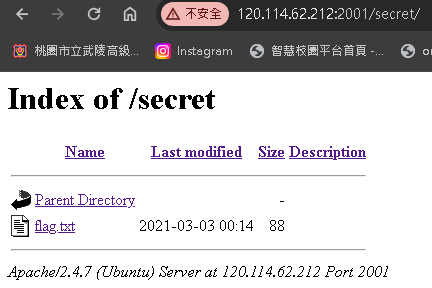 不安全 120.114.62.212:2001/secret/
桃園市立武陵高級... Instagram 智慧校園平台首頁 -...
Index of /secret
Name Last modified Size Description
Parent Directory -
flag.txt 2021-03-03 00:14 88
Apache/2.4.7 (Ubuntu) Server at 120.114.62.212 Port 2001